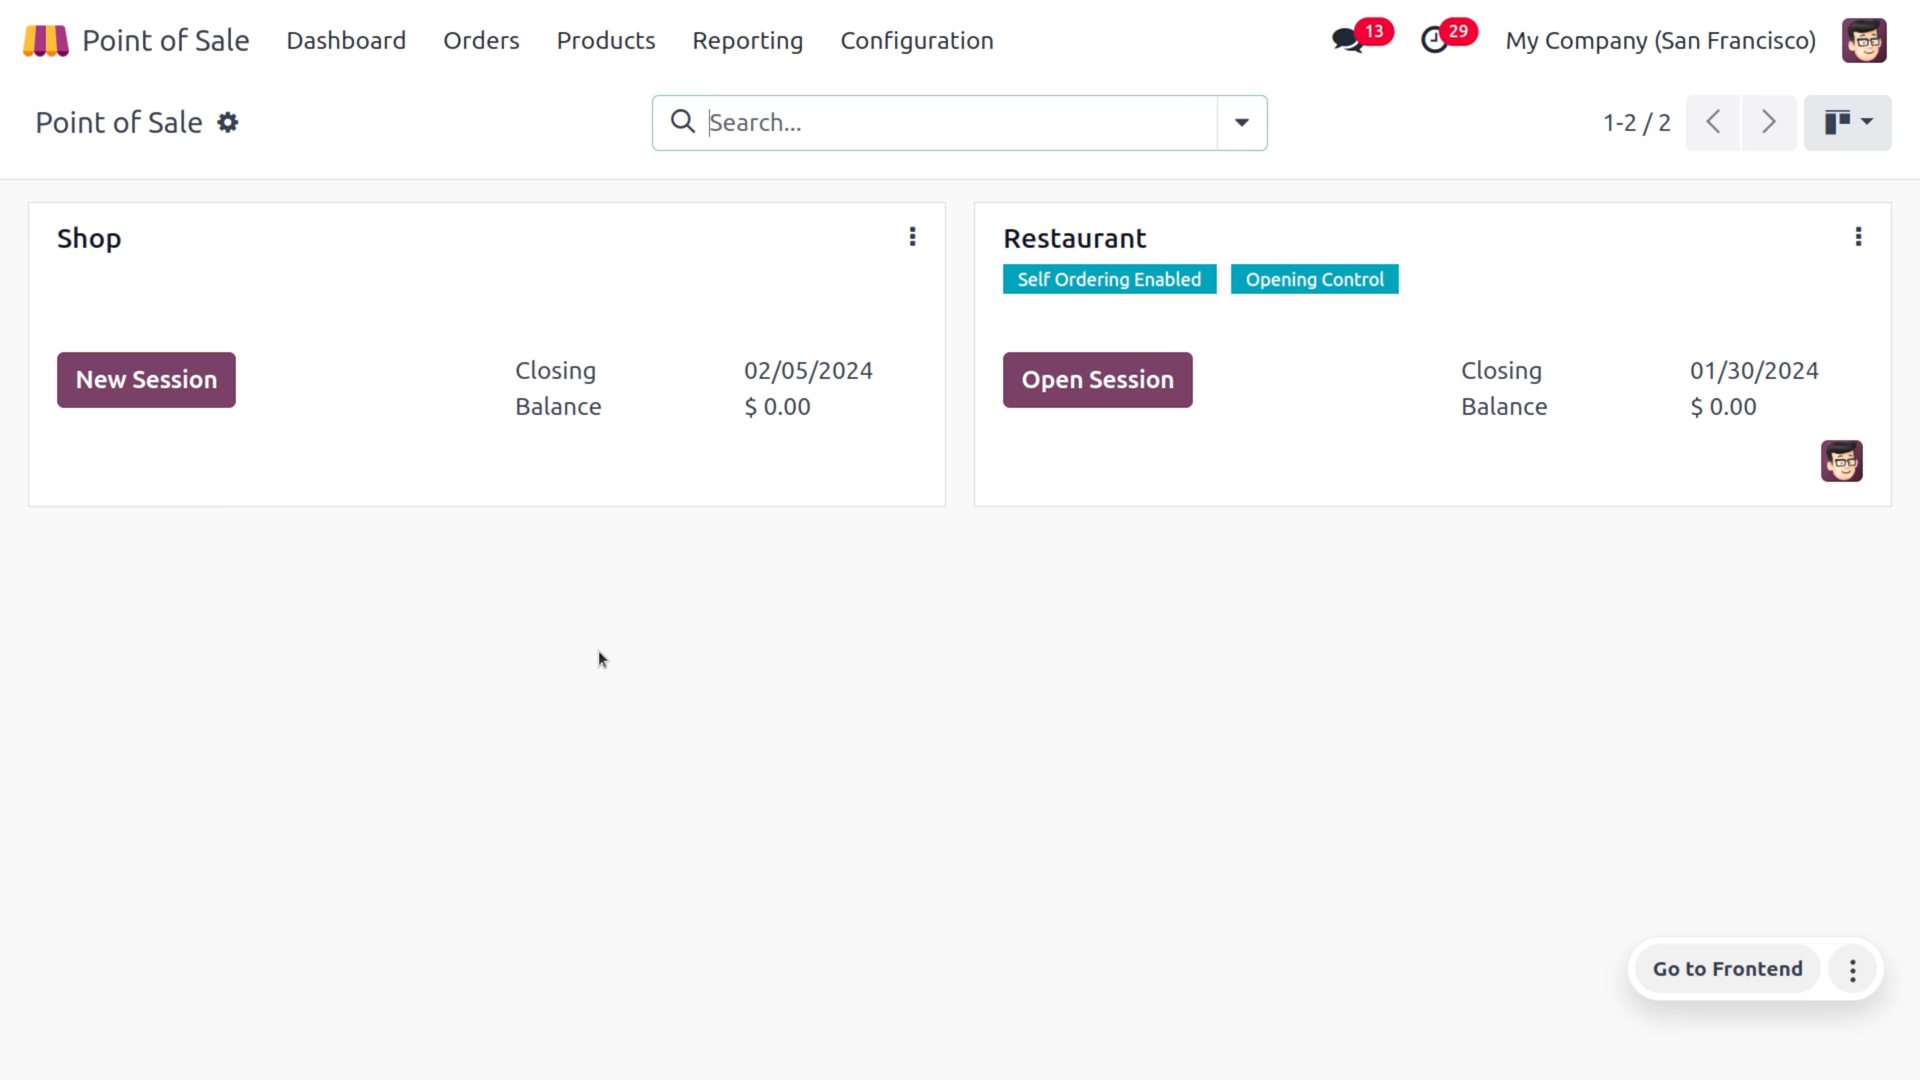 Point of Sale Dashboard Orders Products Reporting Configuration 13 29 My Company (San Francisco)
Point of Sale Search... 1-2 / 2
Shop
New Session
Closing 02/05/2024
Balance $ 0.00
Restaurant
Self Ordering Enabled Opening Control
Open Session
Closing 01/30/2024
Balance $ 0.00
Go to Frontend